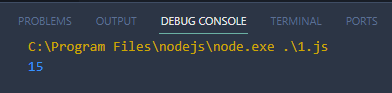 PROBLEMS OUTPUT DEBUG CONSOLE TERMINAL PORTS
C:\Program Files\nodejs\node.exe .\1.js
15